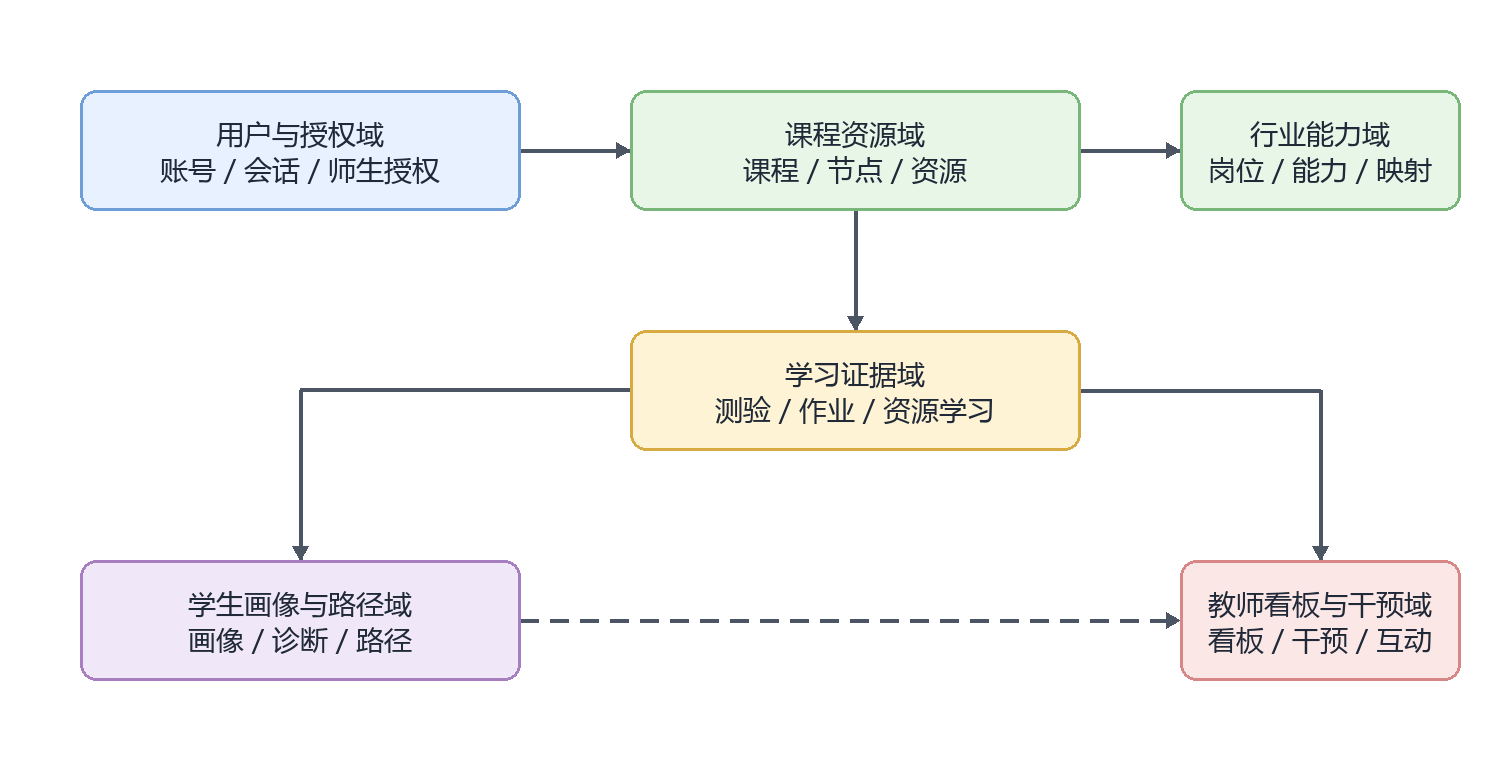 用户与授权域
账号 / 会话 / 师生授权
课程资源域
课程 / 节点 / 资源
行业能力域
岗位 / 能力 / 映射
学习证据域
测验 / 作业 / 资源学习
学生画像与路径域
画像 / 诊断 / 路径
教师看板与干预域
看板 / 干预 / 互动